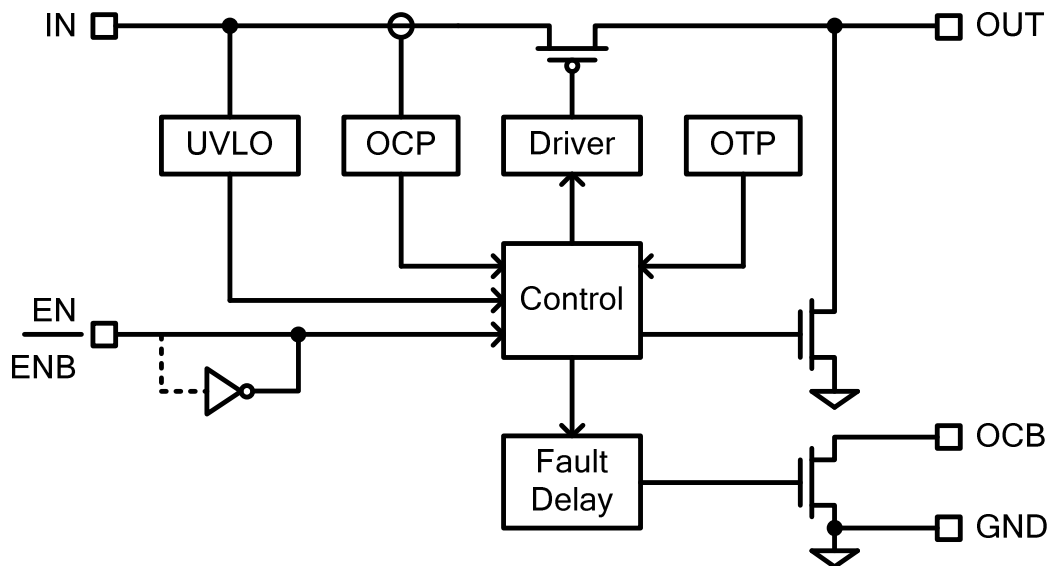 IN
OUT
UVLO
OCP
Driver
OTP
Control
EN
ENB
Fault
Delay
OCB
GND